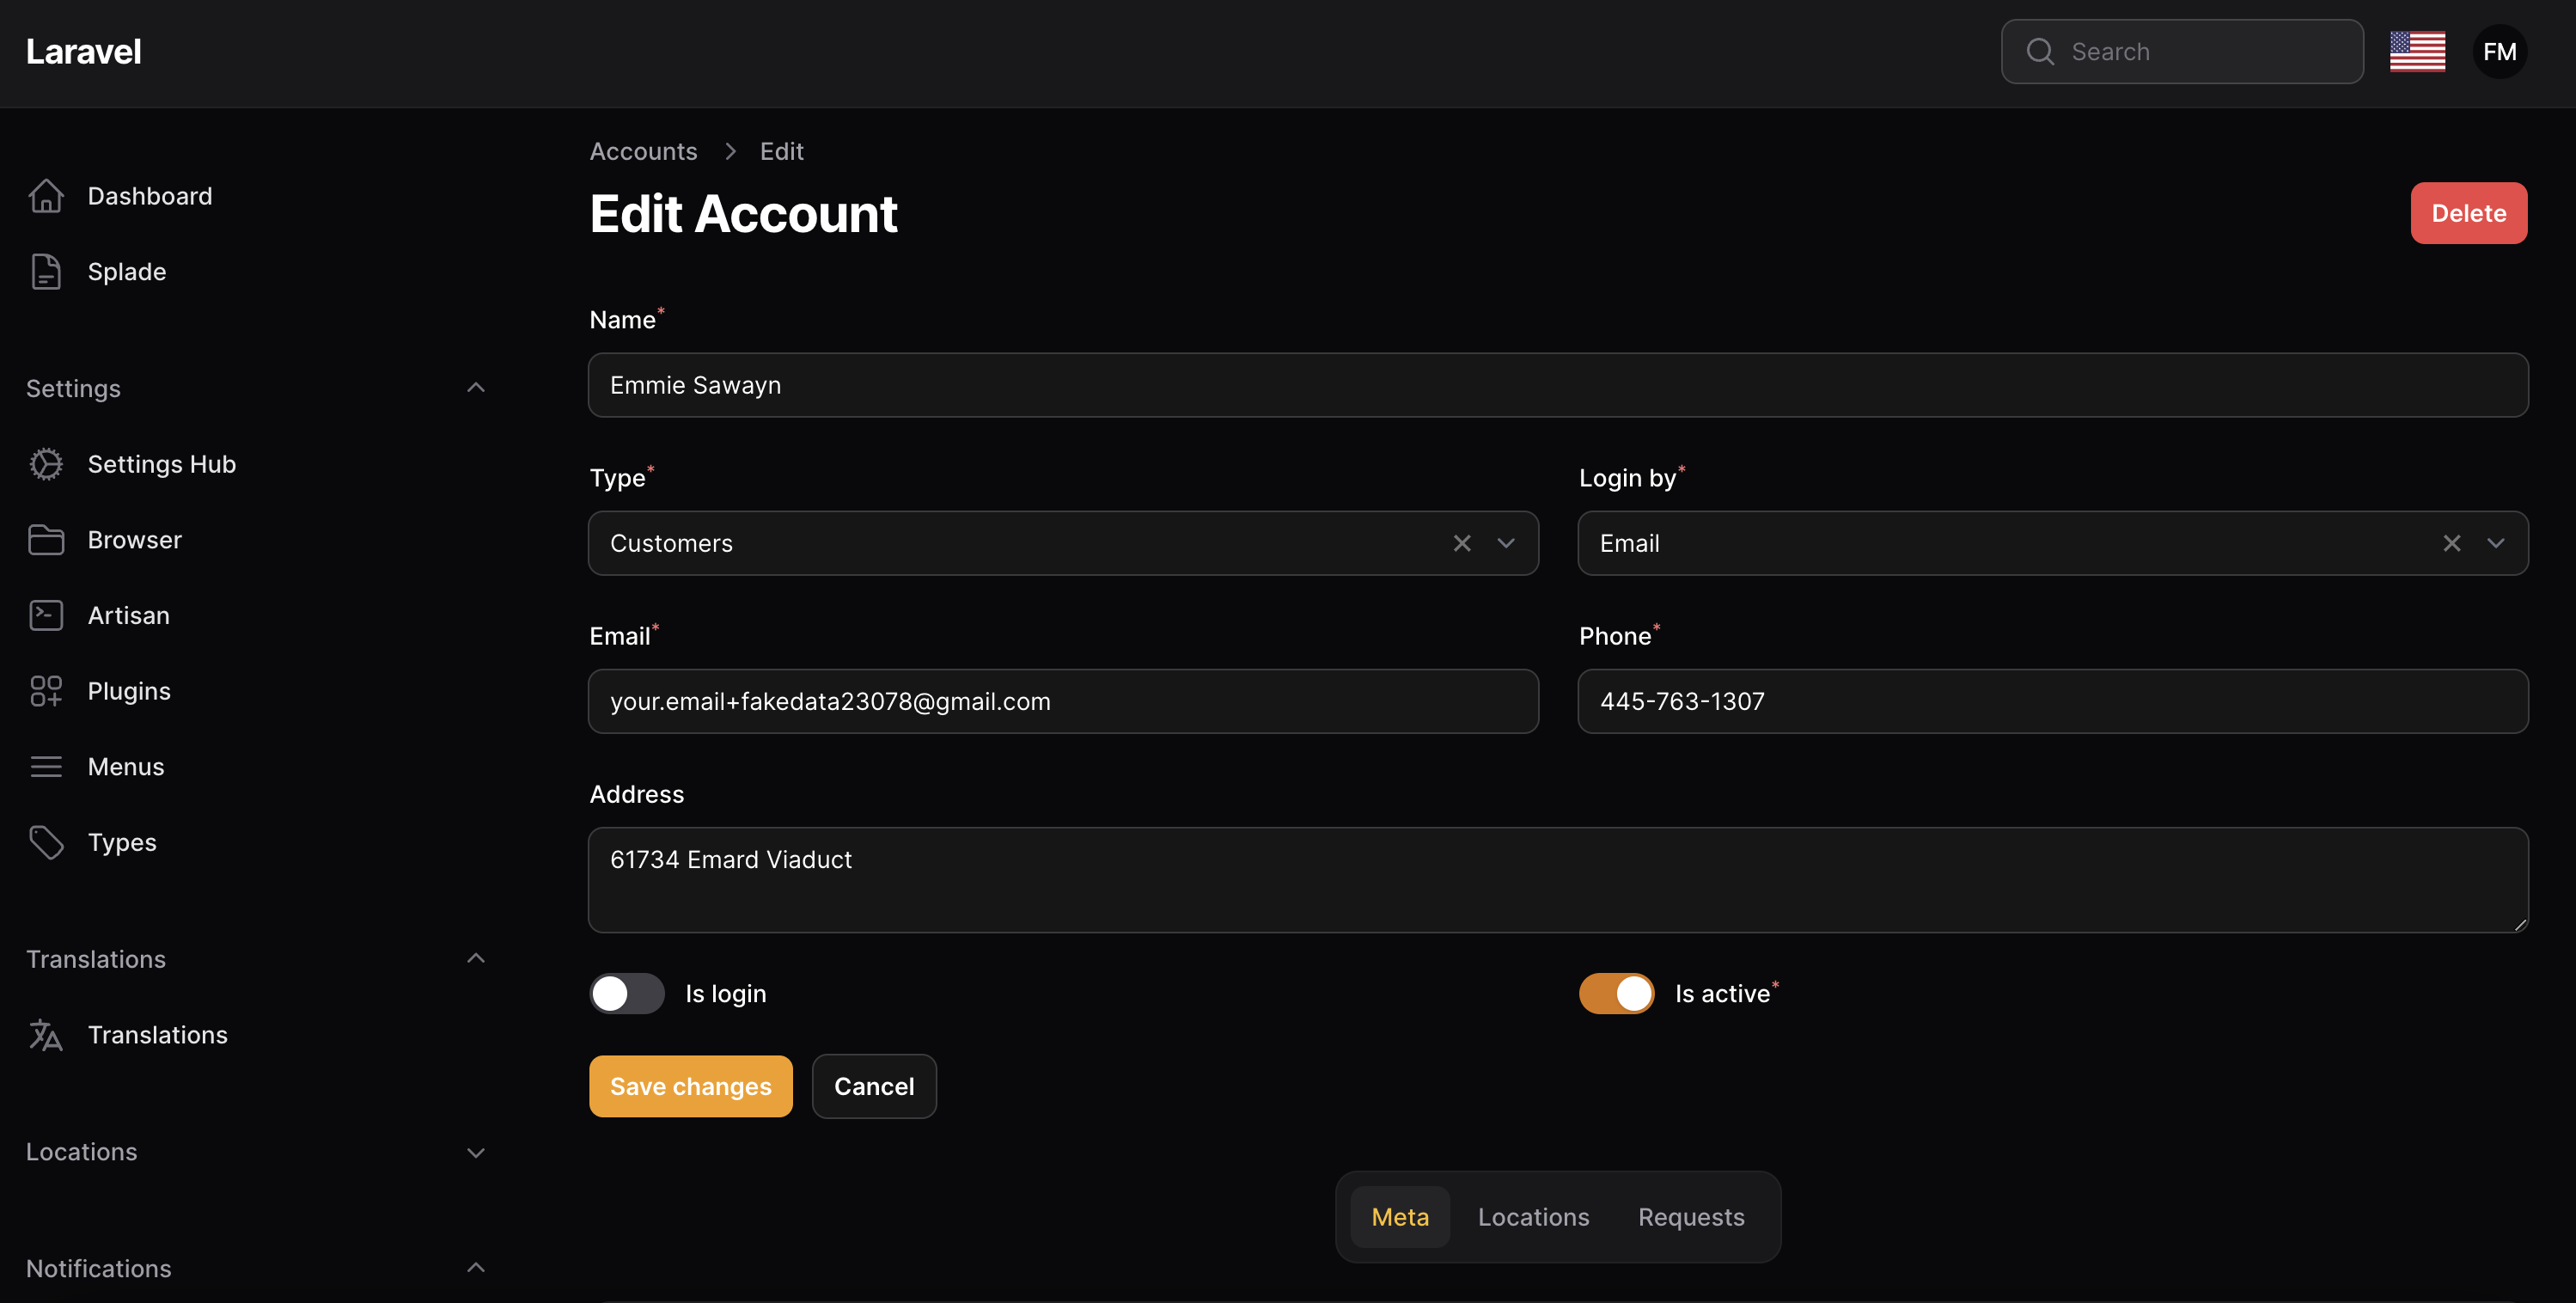 Laravel
Search
FM
Dashboard
Splade
Settings
Settings Hub
Browser
Artisan
Plugins
Menus
Types
Translations
Translations
Locations
Notifications
Accounts > Edit
Edit Account
Delete
Name*
Emmie Sawayn
Type*
Customers
Login by*
Email
Email*
your.email+fakedata23078@gmail.com
Phone*
445-763-1307
Address
61734 Emard Viaduct
Is login
Is active*
Save changes
Cancel
Meta
Locations
Requests